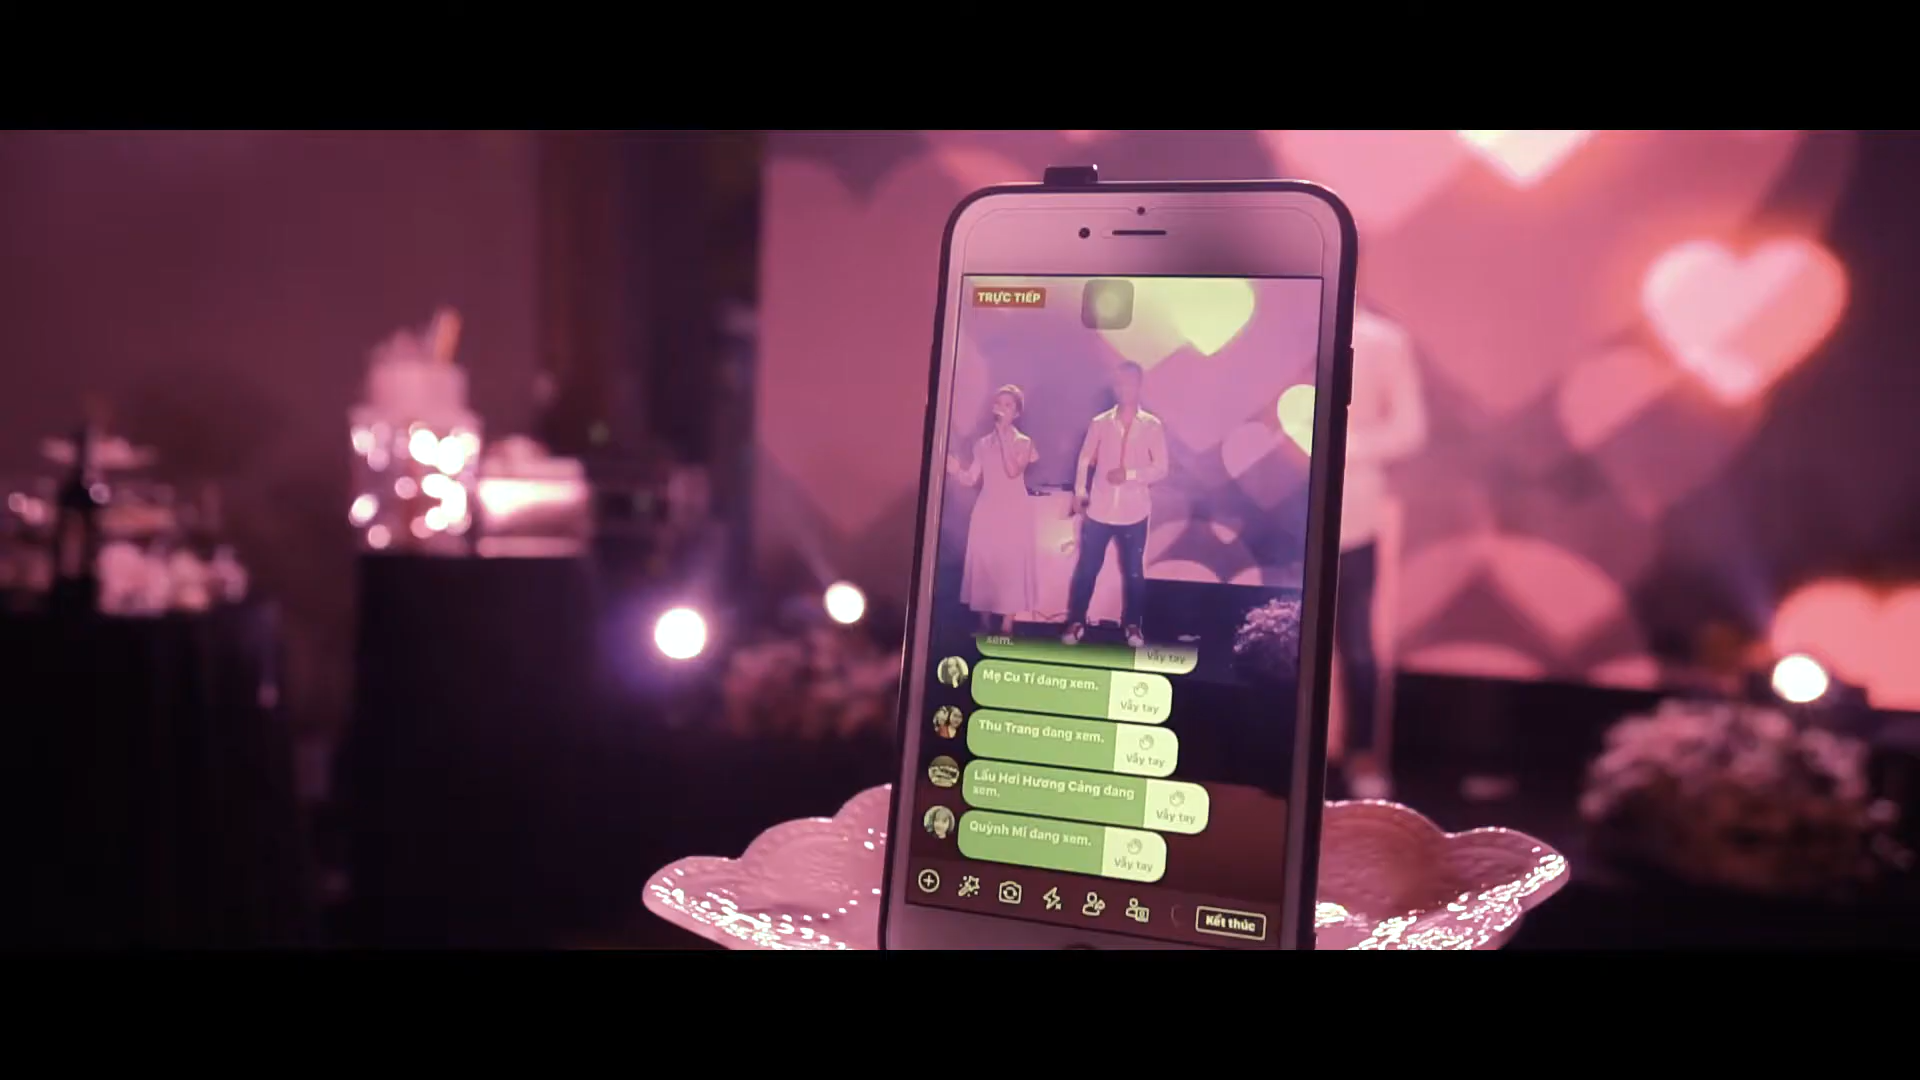 TRỰC TIẾP
xem.
Vẫy tay
Mẹ Cu Tí đang xem.
Vẫy tay
Thu Trang đang xem.
Vẫy tay
Lẩu Hơi Hương Cảng đang
xem.
Vẫy tay
Quỳnh Mí đang xem.
Vẫy tay
Kết thúc